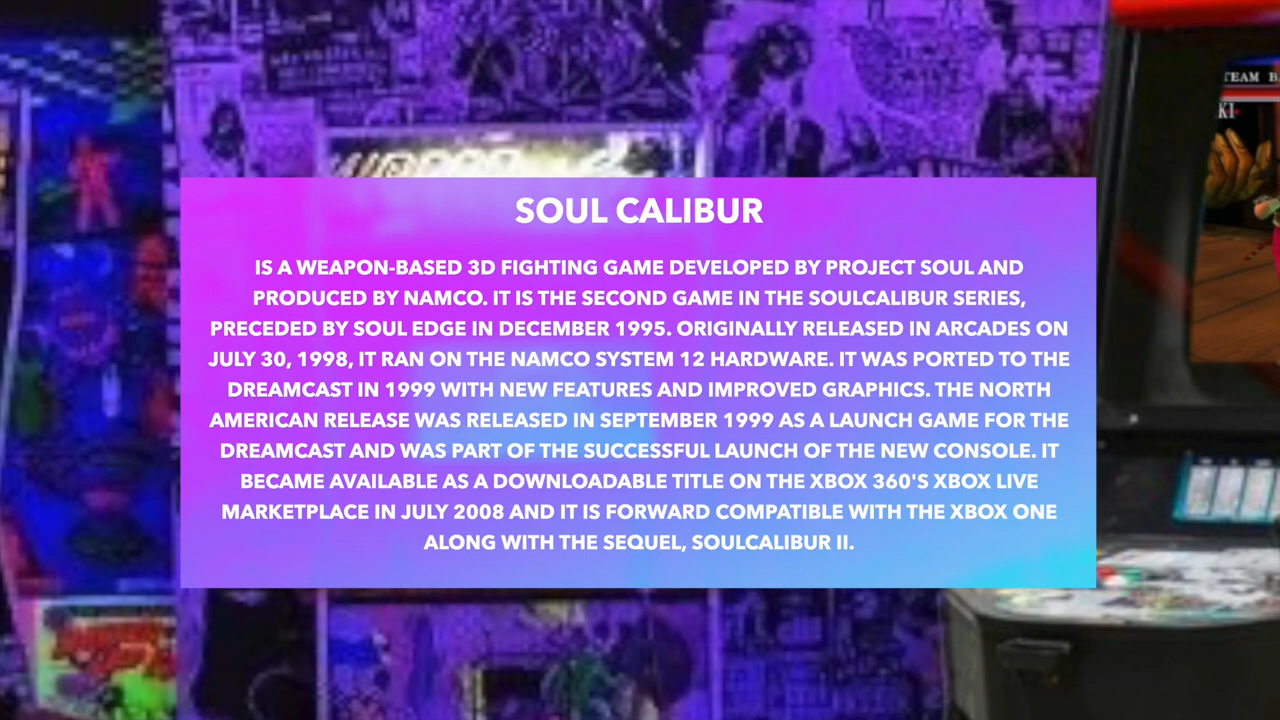 TEAM B
KI
SOUL CALIBUR
IS A WEAPON-BASED 3D FIGHTING GAME DEVELOPED BY PROJECT SOUL AND
PRODUCED BY NAMCO. IT IS THE SECOND GAME IN THE SOULCALIBUR SERIES,
PRECEDED BY SOUL EDGE IN DECEMBER 1995. ORIGINALLY RELEASED IN ARCADES ON
JULY 30, 1998, IT RAN ON THE NAMCO SYSTEM 12 HARDWARE. IT WAS PORTED TO THE
DREAMCAST IN 1999 WITH NEW FEATURES AND IMPROVED GRAPHICS. THE NORTH
AMERICAN RELEASE WAS RELEASED IN SEPTEMBER 1999 AS A LAUNCH GAME FOR THE
DREAMCAST AND WAS PART OF THE SUCCESSFUL LAUNCH OF THE NEW CONSOLE. IT
BECAME AVAILABLE AS A DOWNLOADABLE TITLE ON THE XBOX 360'S XBOX LIVE
MARKETPLACE IN JULY 2008 AND IT IS FORWARD COMPATIBLE WITH THE XBOX ONE
ALONG WITH THE SEQUEL, SOULCALIBUR II.